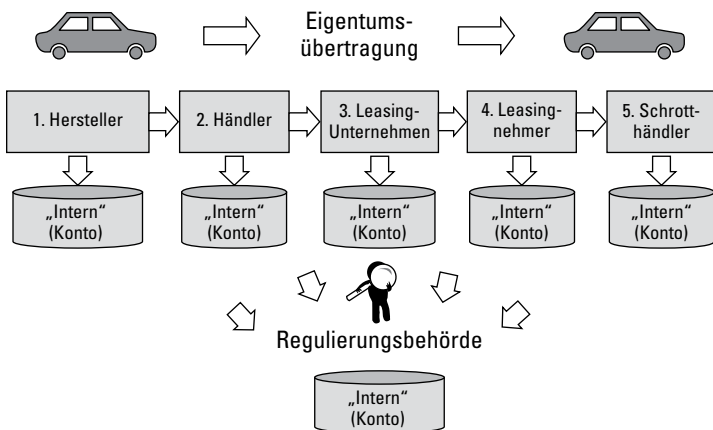 Eigentums-
übertragung
1. Hersteller
2. Händler
3. Leasing-
Unternehmen
4. Leasing-
nehmer
5. Schrott-
händler
„Intern“
(Konto)
„Intern“
(Konto)
„Intern“
(Konto)
„Intern“
(Konto)
„Intern“
(Konto)
Regulierungsbehörde
„Intern“
(Konto)